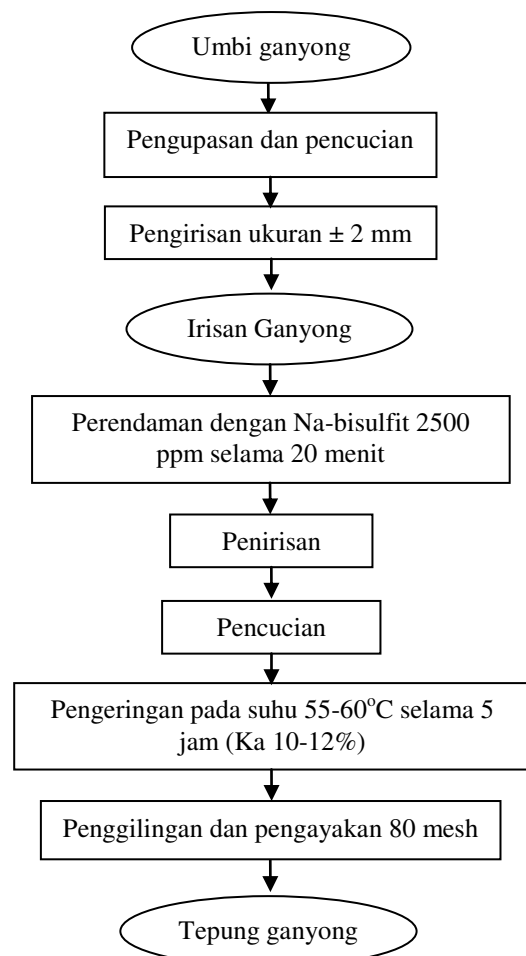 Umbi ganyong
Pengupasan dan pencucian
Pengirisan ukuran ± 2 mm
Irisan Ganyong
Perendaman dengan Na-bisulfit 2500
ppm selama 20 menit
Penirisan
Pencucian
Pengeringan pada suhu 55-60°C selama 5
jam (Ka 10-12%)
Penggilingan dan pengayakan 80 mesh
Tepung ganyong